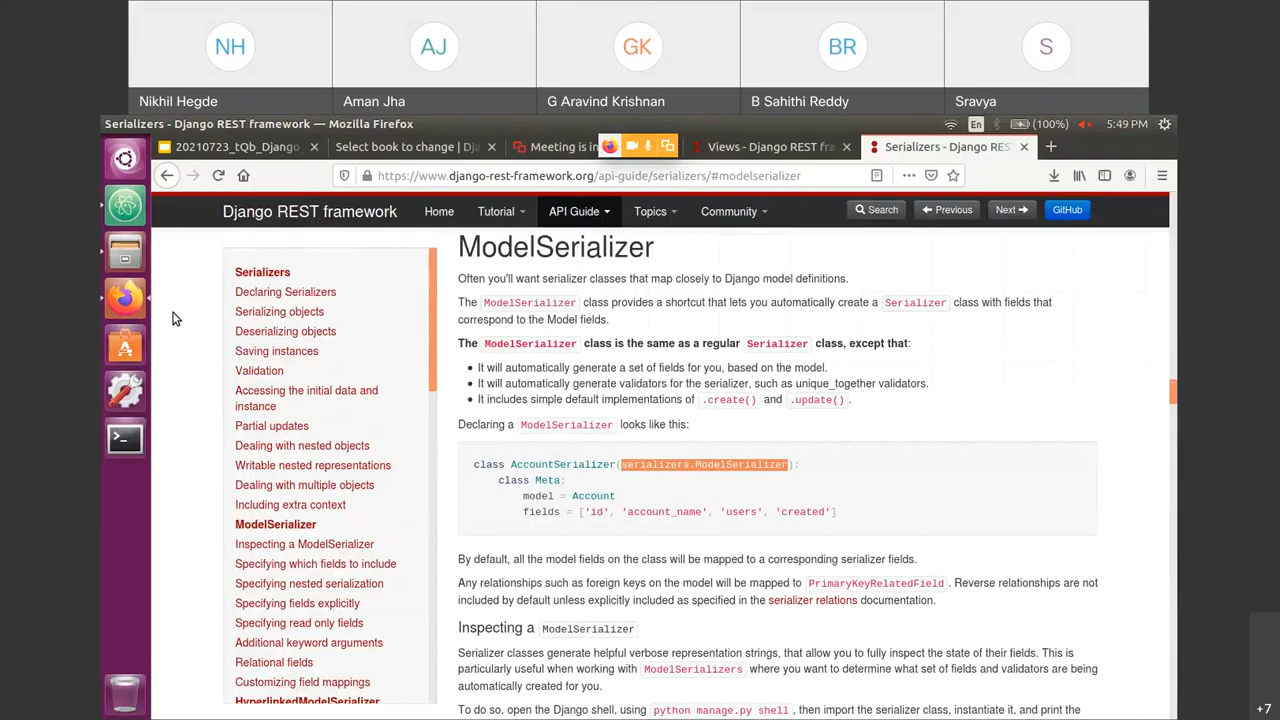 NH
AJ
GK
BR
S
Nikhil Hegde
Aman Jha
G Aravind Krishnan
B Sahithi Reddy
Sravya
Serializers - Django REST framework — Mozilla Firefox
En
(100%)
5:49 PM
20210723_tQb_Django_
Select book to change | Dja
Meeting is in
Views - Django REST fra
Serializers - Django RES
https://www.django-rest-framework.org/api-guide/serializers/#modelserializer
Django REST framework
Home
Tutorial
API Guide
Topics
Community
Search
Previous
Next
GitHub
Serializers
Declaring Serializers
Serializing objects
Deserializing objects
Saving instances
Validation
Accessing the initial data and
instance
Partial updates
Dealing with nested objects
Writable nested representations
Dealing with multiple objects
Including extra context
ModelSerializer
Inspecting a ModelSerializer
Specifying which fields to include
Specifying nested serialization
Specifying fields explicitly
Specifying read only fields
Additional keyword arguments
Relational fields
Customizing field mappings
HyperlinkedModelSerializer
ModelSerializer
Often you'll want serializer classes that map closely to Django model definitions.
The ModelSerializer class provides a shortcut that lets you automatically create a Serializer class with fields that
correspond to the Model fields.
The ModelSerializer class is the same as a regular Serializer class, except that:
• It will automatically generate a set of fields for you, based on the model.
• It will automatically generate validators for the serializer, such as unique_together validators.
• It includes simple default implementations of .create() and .update().
Declaring a ModelSerializer looks like this:
class AccountSerializer(serializers.ModelSerializer):
class Meta:
model = Account
fields = ['id', 'account_name', 'users', 'created']
By default, all the model fields on the class will be mapped to a corresponding serializer fields.
Any relationships such as foreign keys on the model will be mapped to PrimaryKeyRelatedField. Reverse relationships are not
included by default unless explicitly included as specified in the serializer relations documentation.
Inspecting a ModelSerializer
Serializer classes generate helpful verbose representation strings, that allow you to fully inspect the state of their fields. This is
particularly useful when working with ModelSerializers where you want to determine what set of fields and validators are being
automatically created for you.
To do so, open the Django shell, using python manage.py shell, then import the serializer class, instantiate it, and print the
+7